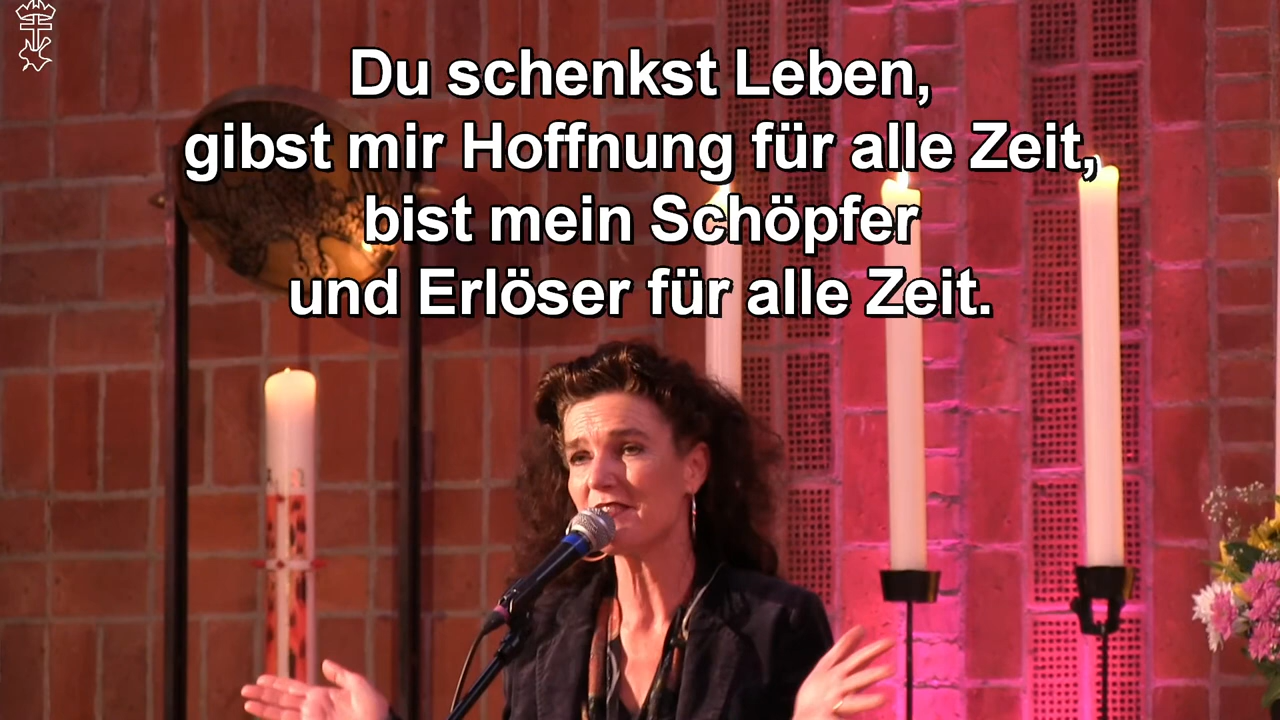 Du schenkst Leben,
gibst mir Hoffnung für alle Zeit,
bist mein Schöpfer
und Erlöser für alle Zeit.